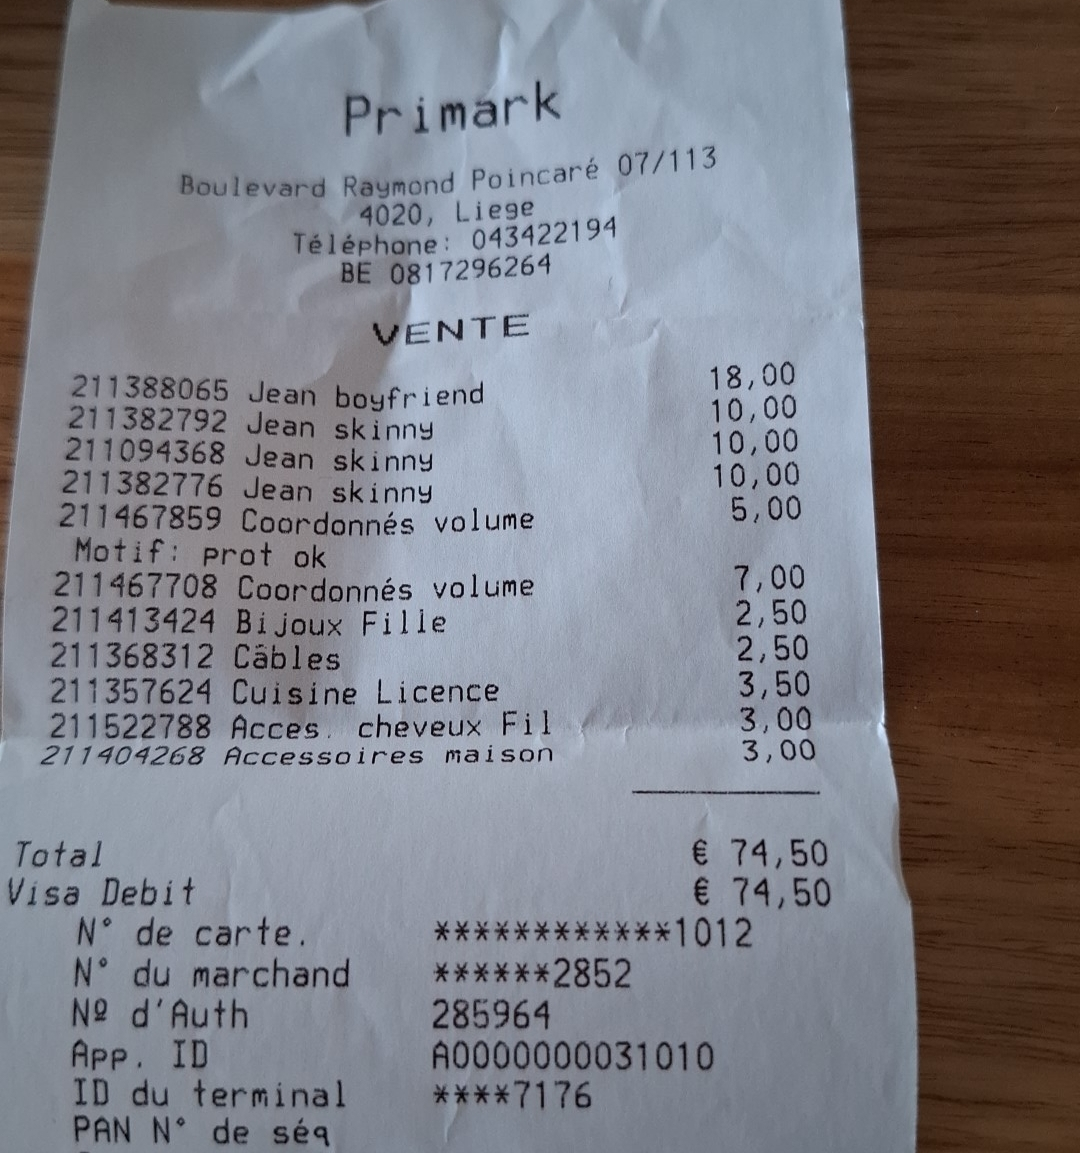 Primark
Boulevard Raymond Poincaré 07/113
4020, Liege
Téléphone: 043422194
BE 0817296264
VENTE
211388065 Jean boyfriend 18,00
211382792 Jean skinny 10,00
211094368 Jean skinny 10,00
211382776 Jean skinny 10,00
211467859 Coordonnés volume 5,00
Motif: prot ok
211467708 Coordonnés volume 7,00
211413424 Bijoux Fille 2,50
211368312 Câbles 2,50
211357624 Cuisine Licence 3,50
211522788 Acces. cheveux Fil 3,00
211404268 Accessoires maison 3,00
Total € 74,50
Visa Debit € 74,50
N° de carte. ************1012
N° du marchand ******2852
Nº d'Auth 285964
App. ID A0000000031010
ID du terminal ****7176
PAN N° de séq